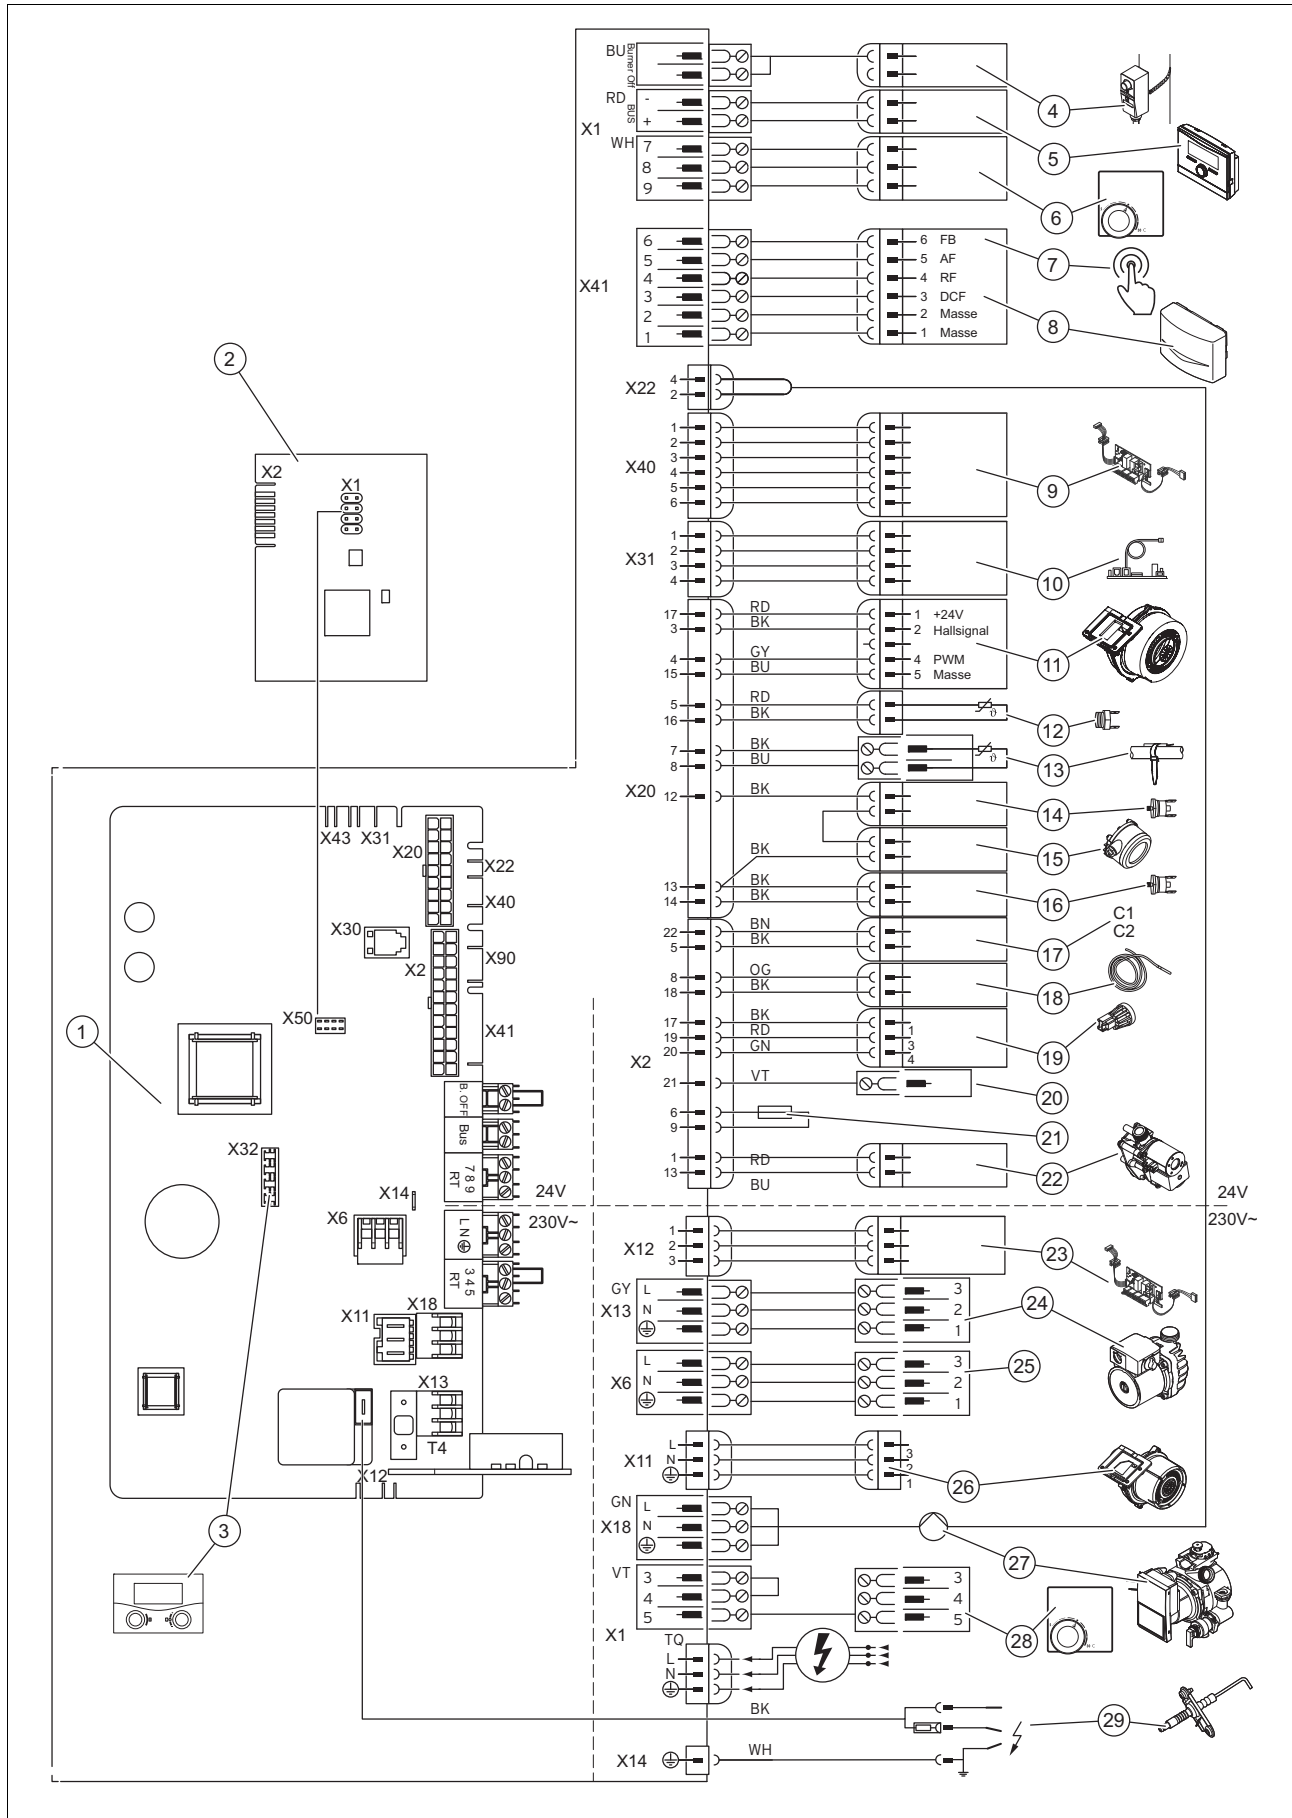 BU
Burner Off
4
RD
-
BUS
+
X1
5
WH
7
8
9
6
X41
6
5
4
3
2
1
6 FB
5 AF
4 RF
3 DCF
2 Masse
1 Masse
7
8
2
X22
4
2
X2
X1
X40
1
2
3
4
5
6
9
X31
1
2
3
4
10
17
RD
1 +24V
3
BK
2 Hallsignal
4
GY
4 PWM
15
BU
5 Masse
11
5
RD
16
BK
ϑ
12
7
BK
8
BU
ϑ
13
X20
12
BK
14
BK
15
13
BK
14
BK
16
22
BN
5
BK
17
C1
C2
8
OG
18
BK
18
17
BK
1
19
RD
3
20
GN
4
19
X2
21
VT
20
6
9
21
1
RD
13
BU
22
24V
230V~
X43
X31
X20
X22
X40
X30
X2
X90
X50
X41
1
B. OFF
Bus
X32
7 8 9
RT
X14
24V
230V~
X6
L N
3 4 5
RT
X11
X18
X13
T4
X12
3
X12
1
2
3
23
GY
X13
L
N
3
2
1
24
X6
L
N
3
2
1
25
X11
L
N
3
2
1
26
GN
X18
L
N
27
VT
3
4
5
3
4
5
28
X1
TQ
L
N
BK
29
X14
WH